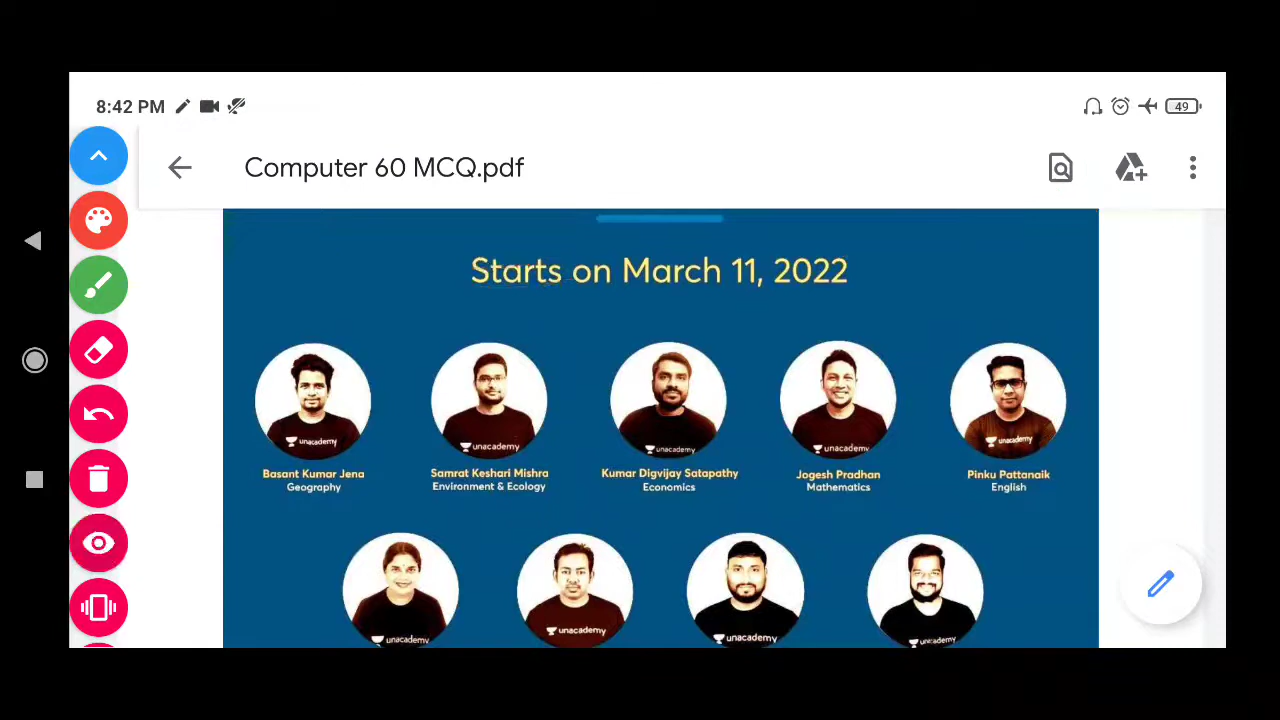 8:42 PM
49
Computer 60 MCQ.pdf
Starts on March 11, 2022
unacademy unacademy unacademy unacademy unacademy
Basant Kumar Jena Samrat Keshari Mishra Kumar Digvijay Satapathy Jogesh Pradhan Pinku Pattanaik
Geography Environment & Ecology Economics Mathematics English
unacademy unacademy unacademy unacademy